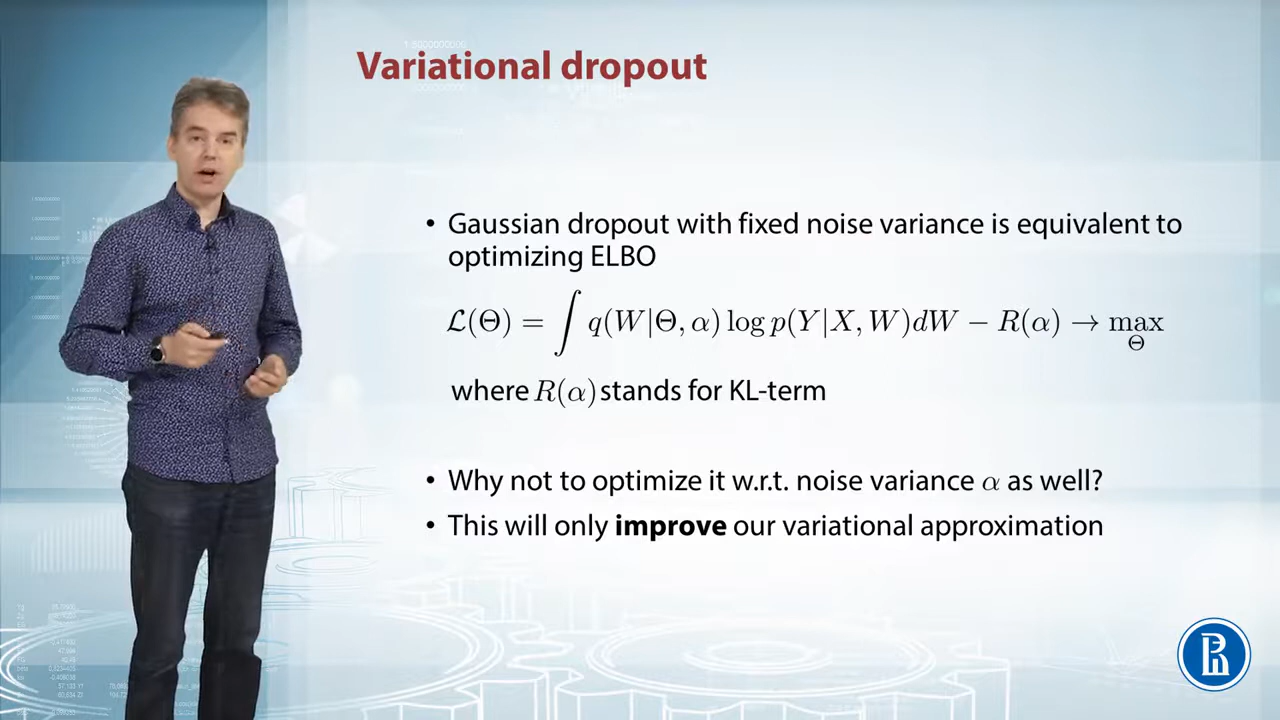 Variational dropout
• Gaussian dropout with fixed noise variance is equivalent to
optimizing ELBO
ℒ(Θ) = ∫ q(W|Θ, α) log p(Y|X, W)dW − R(α) → max
Θ
where R(α) stands for KL-term
• Why not to optimize it w.r.t. noise variance α as well?
• This will only improve our variational approximation